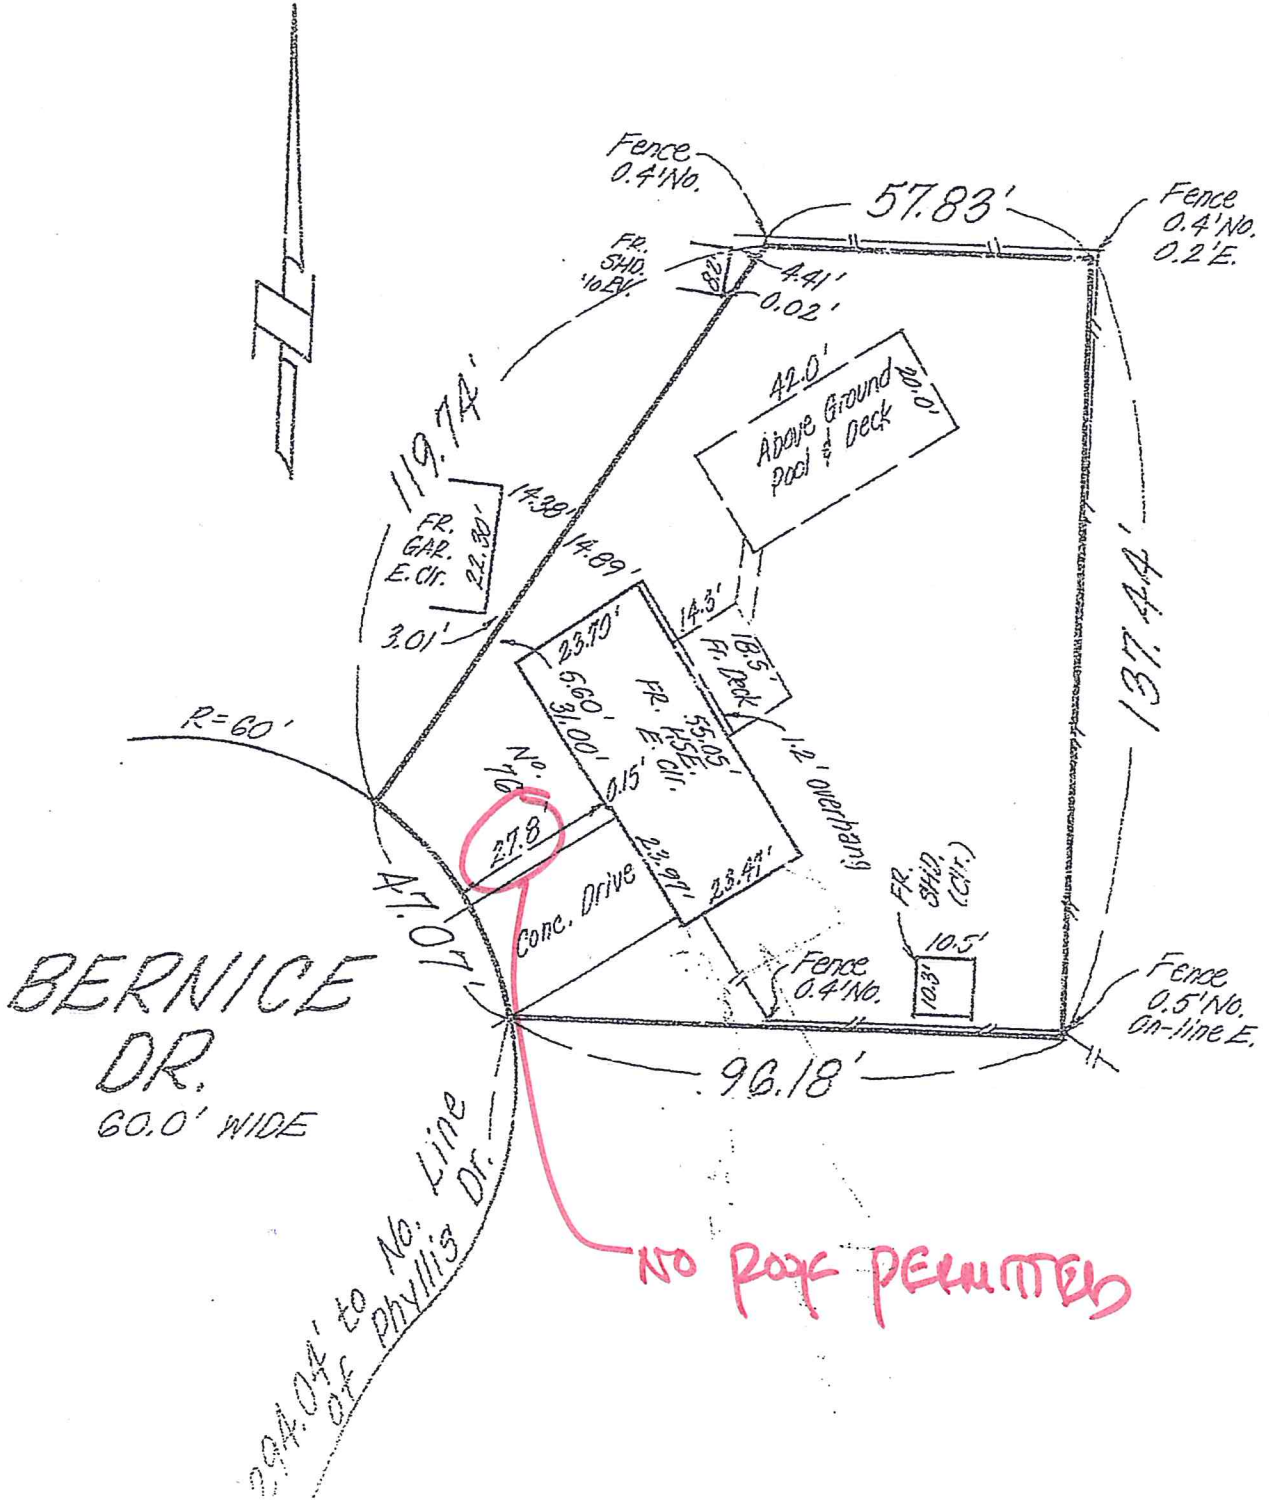 Fence
0.4'No.
57.83'
Fence
0.4'No.
0.2'E.
FR.
SHD.
4.41'
0.02'
119.74'
42.0'
20.0'
Above Ground
Pool & Deck
FR.
GAR.
E. Clr.
22.30'
14.38'
14.89'
3.01'
137.44'
23.70'
5.60'
31.00'
14.3'
18.5'
Fr. Deck
FR.
HSE.
E. Clr.
55.05'
1.2' overhang
R=60'
No.
0.15'
27.8'
23.97'
23.47'
Conc. Drive
47.07'
FR.
SHD.
(Clr.)
10.5'
10.3'
Fence
0.4'No.
Fence
0.5'No.
On-line E.
BERNICE
DR.
60.0' WIDE
96.18'
294.04' to No. Line
of Phyllis Dr.
NO ROOF PERMITTED